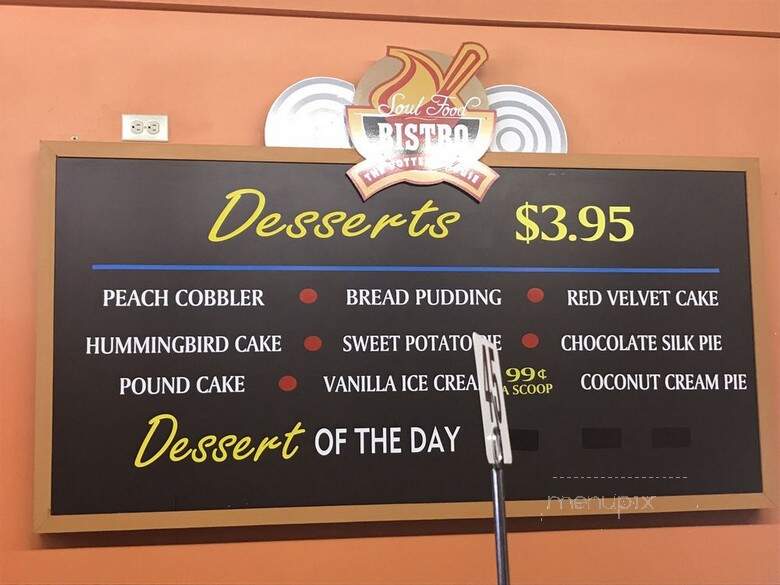 Soul Food
BISTRO
Desserts $3.95
PEACH COBBLER BREAD PUDDING RED VELVET CAKE
HUMMINGBIRD CAKE SWEET CHOCOLATE SILK PIE
POUND CAKE VANILLA ICE 99¢ COCONUT CREAM PIE
A SCOOP
Dessert OF THE DAY
menupix